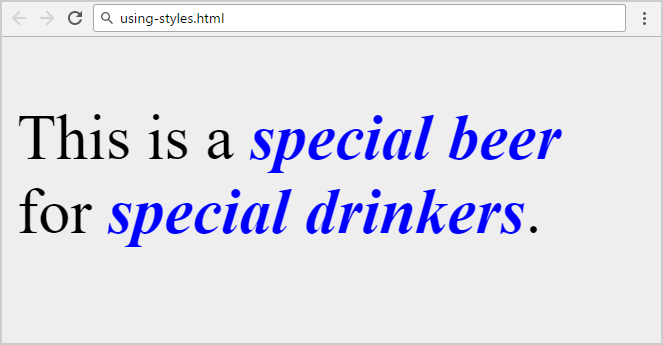 using-styles.html
This is a special beer
for special drinkers.